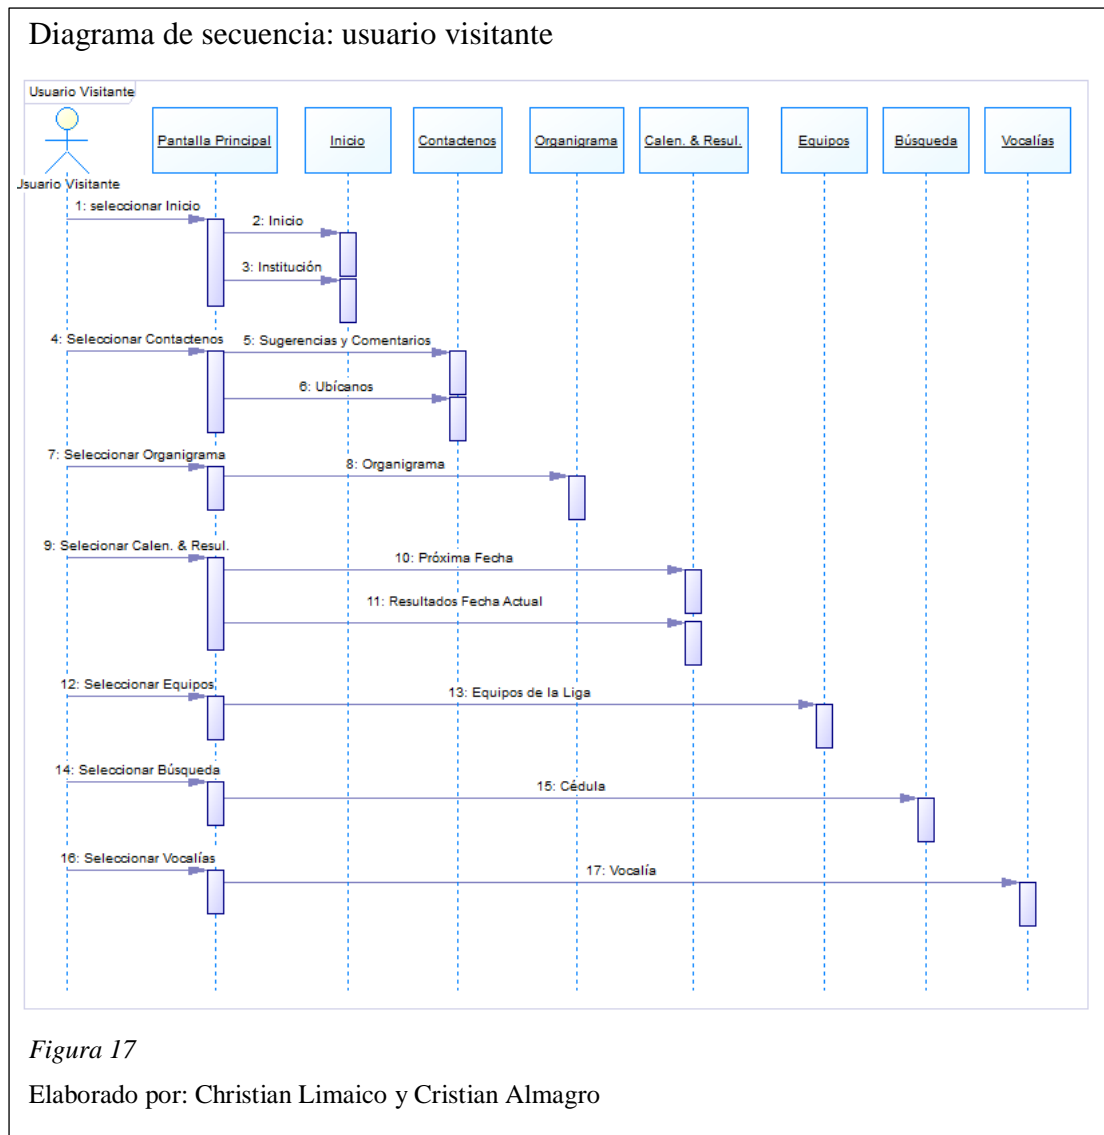 Diagrama de secuencia: usuario visitante
Usuario Visitante
Pantalla Principal
Inicio
Contactenos
Organigrama
Calen. & Resul.
Equipos
Búsqueda
Vocalías
Usuario Visitante
1: seleccionar Inicio
2: Inicio
3: Institución
4: Seleccionar Contactenos
5: Sugerencias y Comentarios
6: Ubícanos
7: Seleccionar Organigrama
8: Organigrama
9: Selecionar Calen. & Resul.
10: Próxima Fecha
11: Resultados Fecha Actual
12: Seleccionar Equipos
13: Equipos de la Liga
14: Seleccionar Búsqueda
15: Cédula
16: Seleccionar Vocalías
17: Vocalía
Figura 17
Elaborado por: Christian Limaico y Cristian Almagro